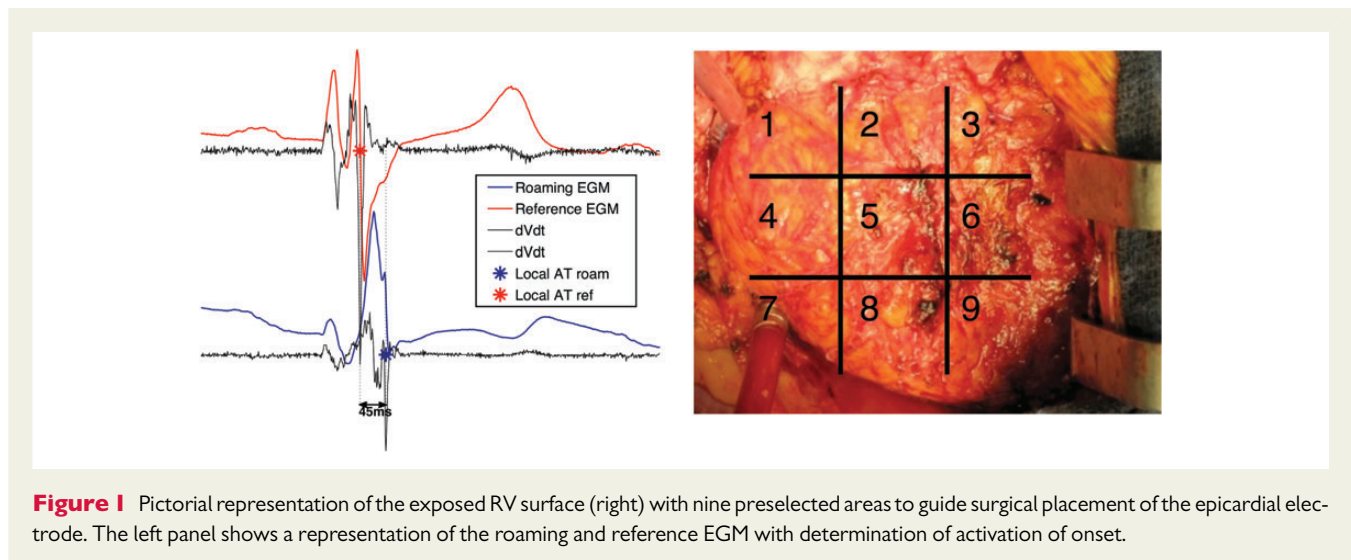 Roaming EGM
Reference EGM
dVdt
dVdt
Local AT roam
Local AT ref
45ms
1 2 3
4 5 6
7 8 9
Figure 1 Pictorial representation of the exposed RV surface (right) with nine preselected areas to guide surgical placement of the epicardial elec-
trode. The left panel shows a representation of the roaming and reference EGM with determination of activation of onset.